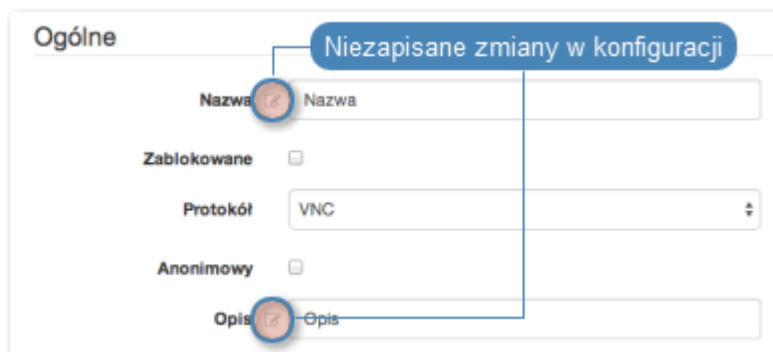 Ogólne
Niezapisane zmiany w konfiguracji
Nazwa Nazwa
Zablokowane
Protokół VNC
Anonimowy
Opis Opis